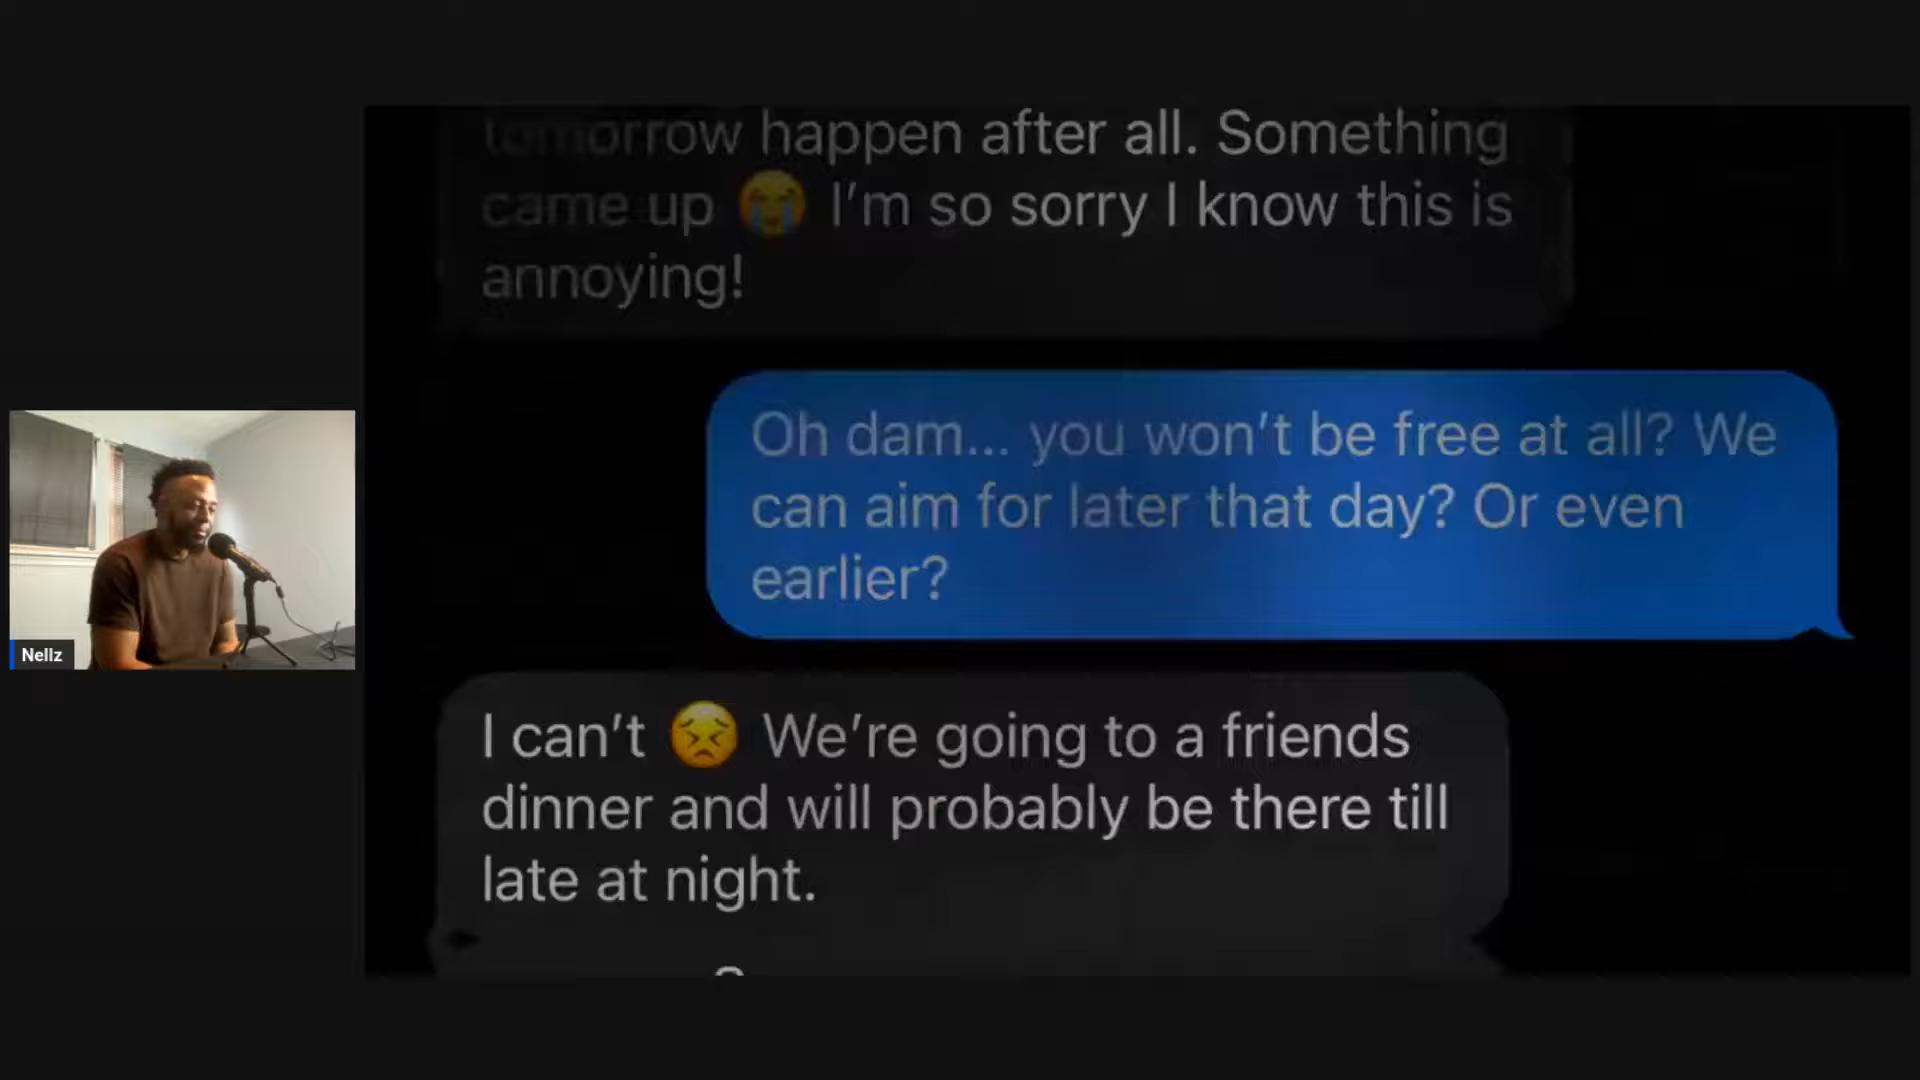 tomorrow happen after all. Something
came up 😭 I'm so sorry I know this is
annoying!
Oh dam... you won't be free at all? We
can aim for later that day? Or even
earlier?
Nellz
I can't 😣 We're going to a friends
dinner and will probably be there till
late at night.